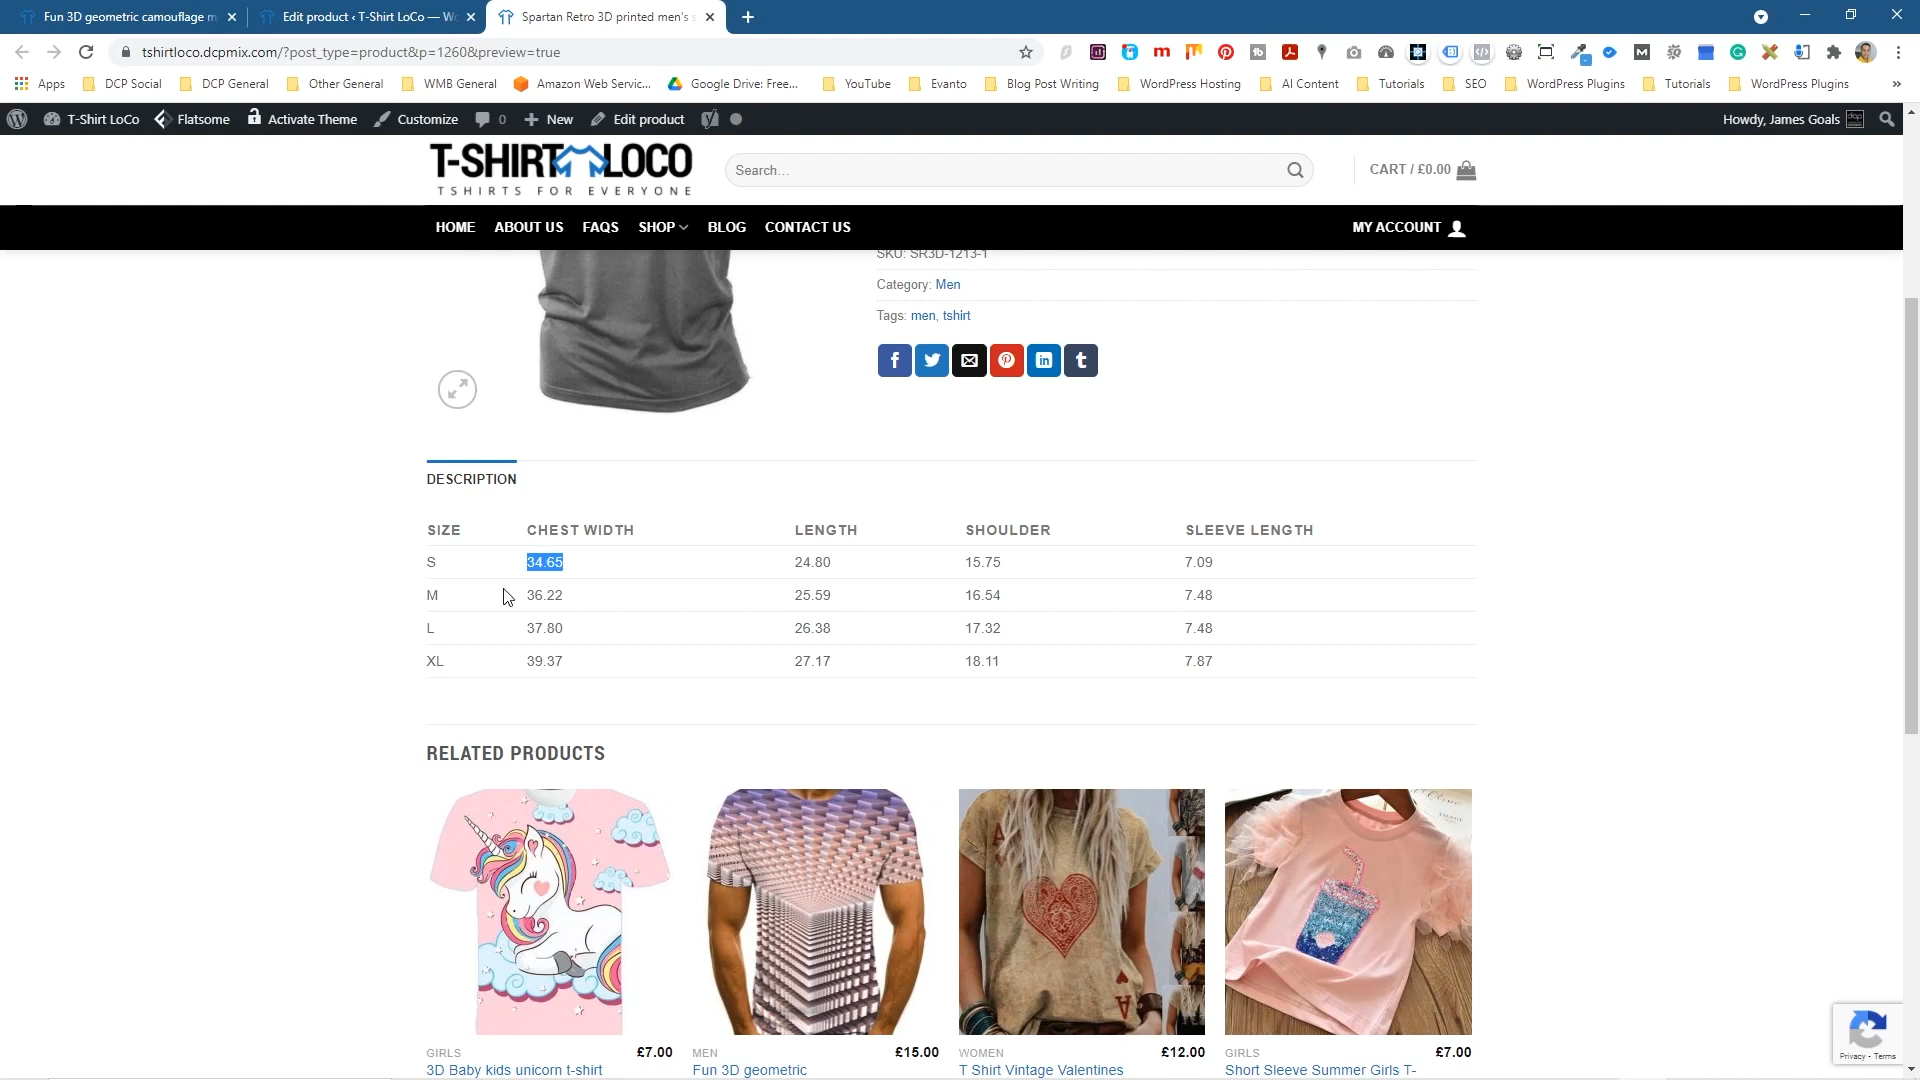 Fun 3D geometric camouflage m
Edit product ‹ T-Shirt LoCo — Wo
Spartan Retro 3D printed men's s
tshirtloco.dcpmix.com/?post_type=product&p=1260&preview=true
Apps
DCP Social
DCP General
Other General
WMB General
Amazon Web Servic...
Google Drive: Free...
YouTube
Evanto
Blog Post Writing
WordPress Hosting
AI Content
Tutorials
SEO
WordPress Plugins
Tutorials
WordPress Plugins
»
T-Shirt LoCo
Flatsome
Activate Theme
Customize
0
New
Edit product
Howdy, James Goals
T-SHIRT LOCO
TSHIRTS FOR EVERYONE
Search...
CART / £0.00
HOME ABOUT US FAQS SHOP BLOG CONTACT US
MY ACCOUNT
SKU: SR3D-1213-1
Category: Men
Tags: men, tshirt
DESCRIPTION
SIZE CHEST WIDTH LENGTH SHOULDER SLEEVE LENGTH
S 34.65 24.80 15.75 7.09
M 36.22 25.59 16.54 7.48
L 37.80 26.38 17.32 7.48
XL 39.37 27.17 18.11 7.87
RELATED PRODUCTS
GIRLS £7.00
3D Baby kids unicorn t-shirt
MEN £15.00
Fun 3D geometric
WOMEN £12.00
T Shirt Vintage Valentines
GIRLS £7.00
Short Sleeve Summer Girls T-
Privacy - Terms